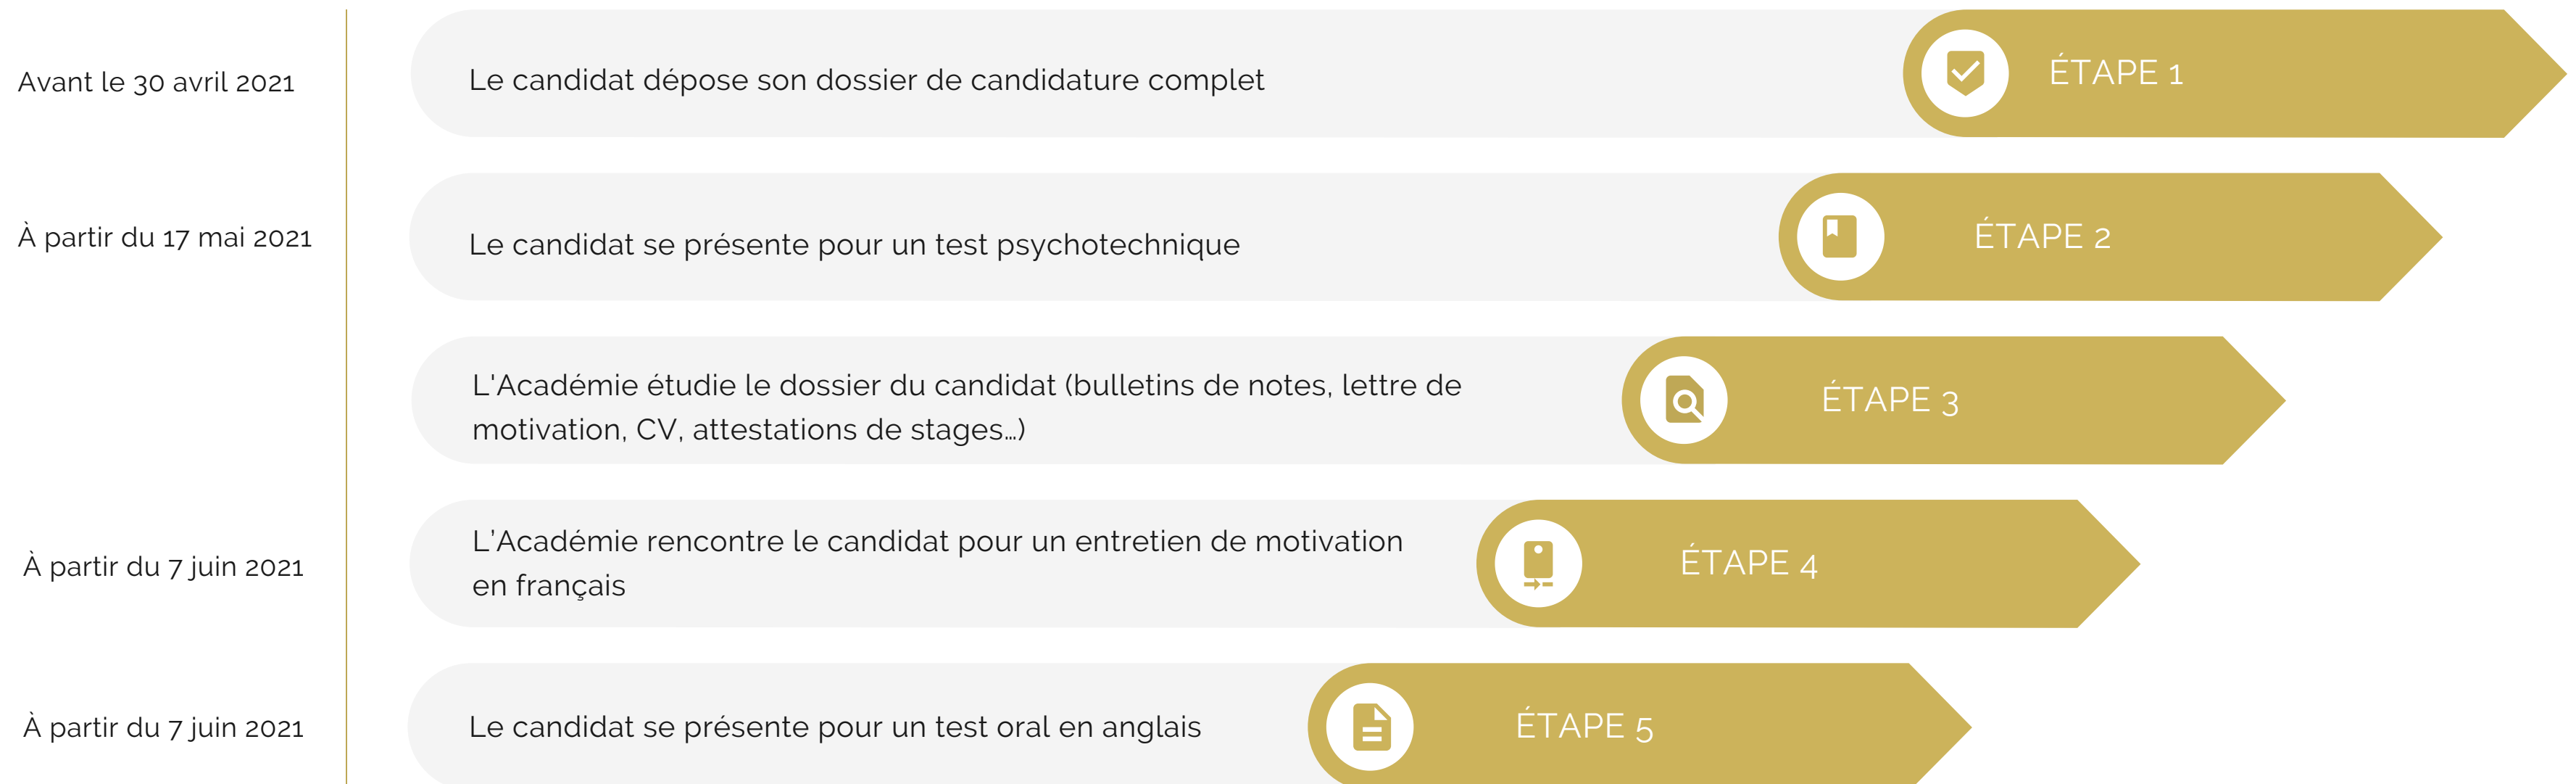 Avant le 30 avril 2021
Le candidat dépose son dossier de candidature complet
ÉTAPE 1
À partir du 17 mai 2021
Le candidat se présente pour un test psychotechnique
ÉTAPE 2
L'Académie étudie le dossier du candidat (bulletins de notes, lettre de
motivation, CV, attestations de stages…)
ÉTAPE 3
À partir du 7 juin 2021
L’Académie rencontre le candidat pour un entretien de motivation
en français
ÉTAPE 4
À partir du 7 juin 2021
Le candidat se présente pour un test oral en anglais
ÉTAPE 5